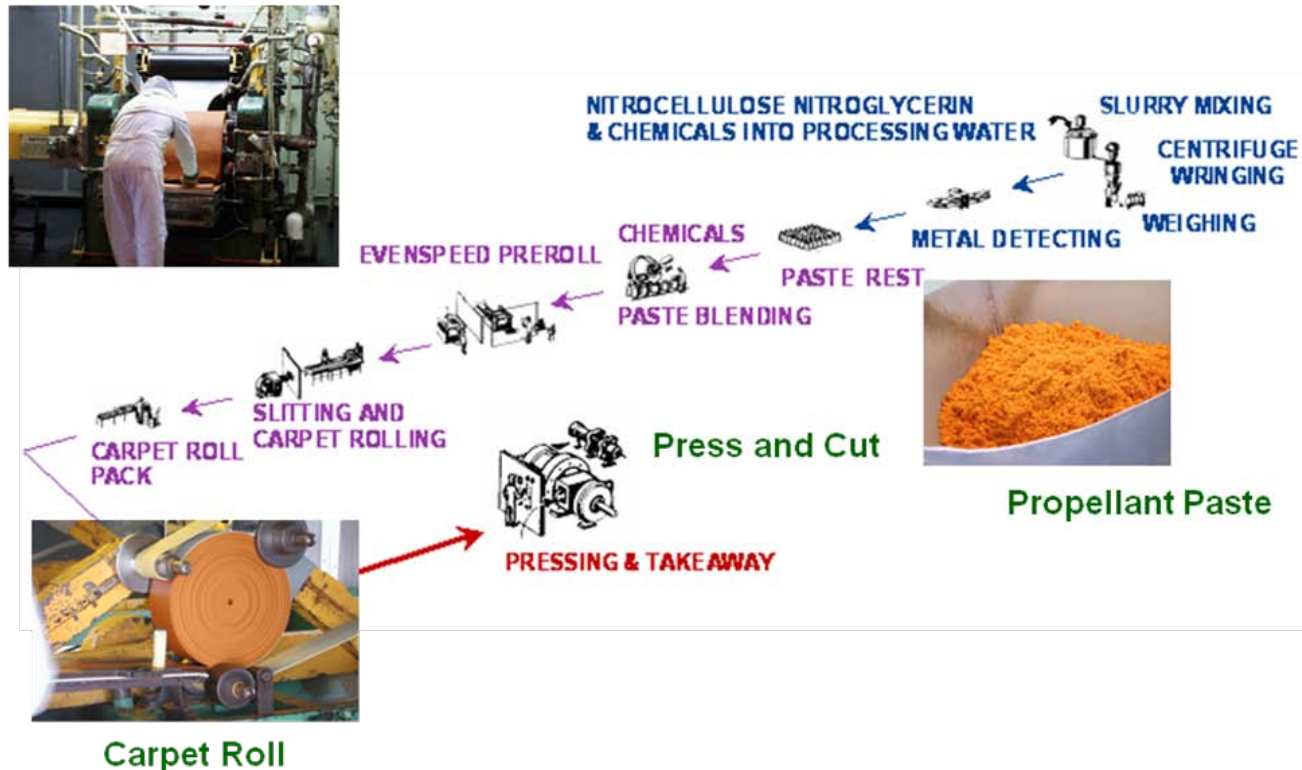 NITROCELLULOSE NITROGLYCERIN
& CHEMICALS INTO PROCESSING WATER
SLURRY MIXING
CENTRIFUGE
WRINGING
WEIGHING
METAL DETECTING
PASTE REST
CHEMICALS
PASTE BLENDING
EVENSPEED PREROLL
SLITTING AND
CARPET ROLLING
CARPET ROLL
PACK
Press and Cut
PRESSING & TAKEAWAY
Propellant Paste
Carpet Roll